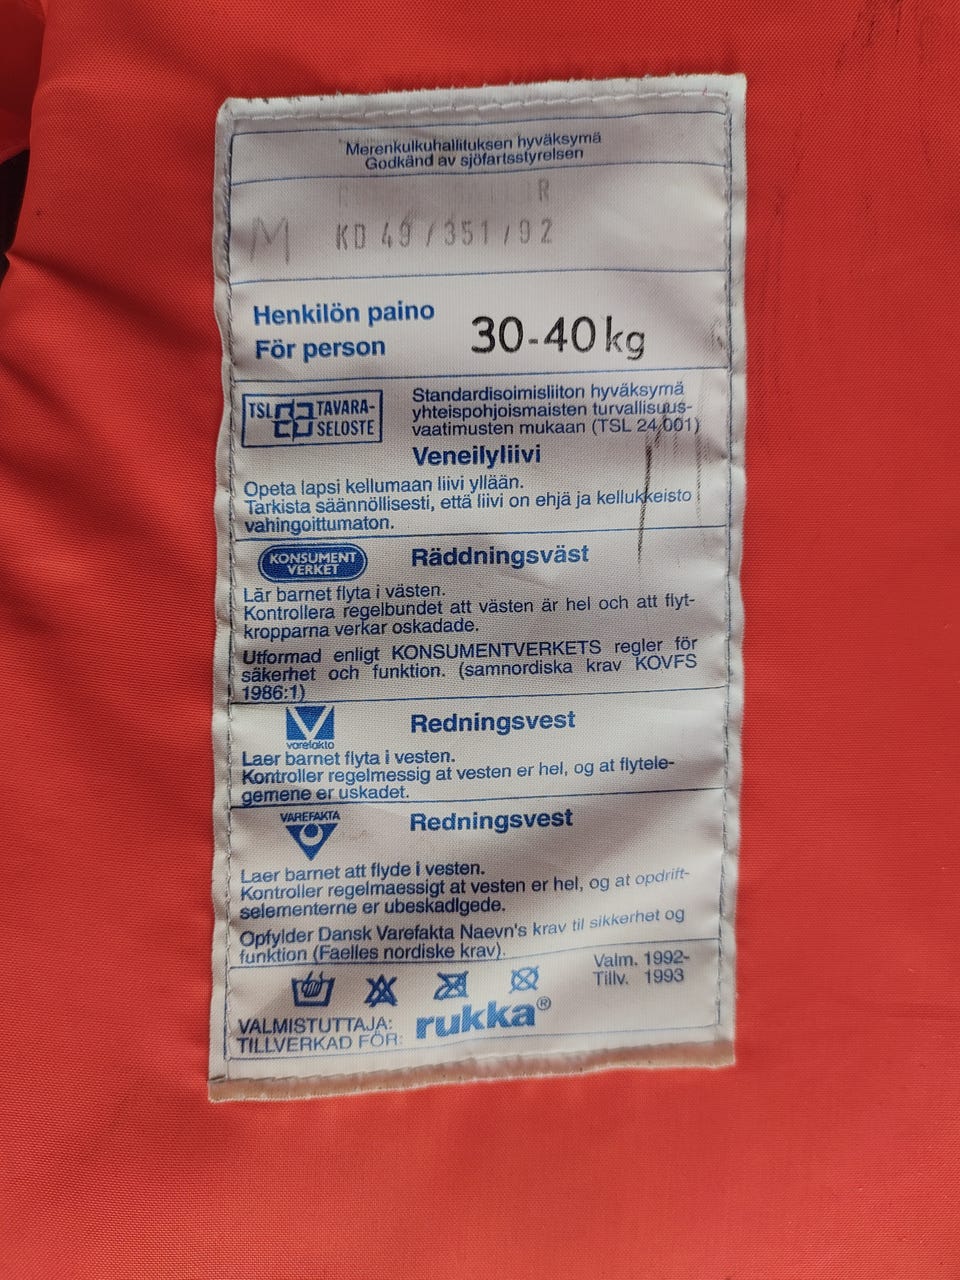 Merenkulkuhallituksen hyväksymä
Godkänd av sjöfartsstyrelsen
M KD 49/351/92
Henkilön paino
För person
30-40 kg
TSL TAVARA-
SELOSTE
Standardisoimisliiton hyväksymä
yhteispohjoismaisten turvallisuus-
vaatimusten mukaan (TSL 24,001)
Veneilyliivi
Opeta lapsi kellumaan liivi yllään.
Tarkista säännöllisesti, että liivi on ehjä ja kellukkeisto
vahingoittumaton.
KONSUMENT
VERKET
Räddningsväst
Lär barnet flyta i västen.
Kontrollera regelbundet att västen är hel och att flyt-
kropparna verkar oskadade.
Utformad enligt KONSUMENTVERKETS regler för
säkerhet och funktion. (samnordiska krav KOVFS
1986:1)
varefakta
Redningsvest
Laer barnet flyta i vesten.
Kontroller regelmessig at vesten er hel, og at flytele-
gemene er uskadet.
VAREFAKTA
Redningsvest
Laer barnet att flyde i vesten.
Kontroller regelmaessigt at vesten er hel, og at opdrift-
selementerne er ubeskadlgede.
Opfylder Dansk Varefakta Naevn's krav til sikkerhet og
funktion (Faelles nordiske krav).
Valm. 1992-
Tillv. 1993
VALMISTUTTAJA:
TILLVERKAD FÖR:
rukka®